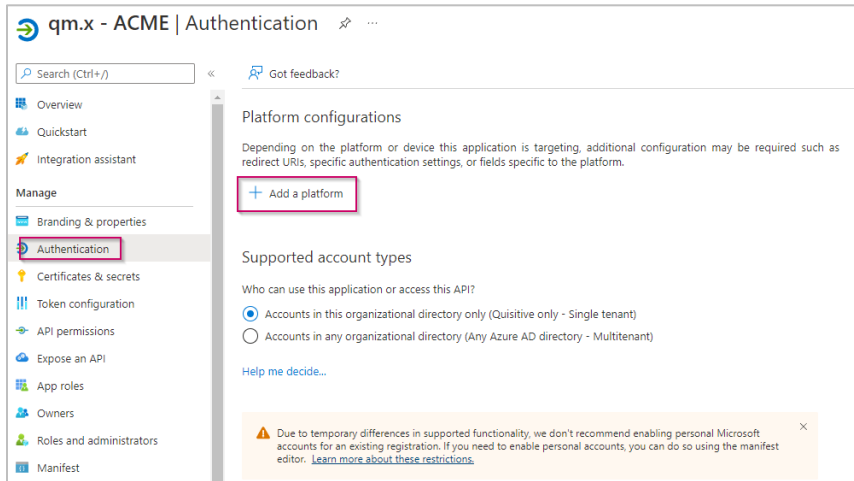 qm.x - ACME | Authentication
Search (Ctrl+/)
«
Got feedback?
Overview
Quickstart
Integration assistant
Manage
Branding & properties
Authentication
Certificates & secrets
Token configuration
API permissions
Expose an API
App roles
Owners
Roles and administrators
Manifest
Platform configurations
Depending on the platform or device this application is targeting, additional configuration may be required such as
redirect URIs, specific authentication settings, or fields specific to the platform.
+ Add a platform
Supported account types
Who can use this application or access this API?
Accounts in this organizational directory only (Quisitive only - Single tenant)
Accounts in any organizational directory (Any Azure AD directory - Multitenant)
Help me decide...
Due to temporary differences in supported functionality, we don't recommend enabling personal Microsoft
accounts for an existing registration. If you need to enable personal accounts, you can do so using the manifest
editor. Learn more about these restrictions.